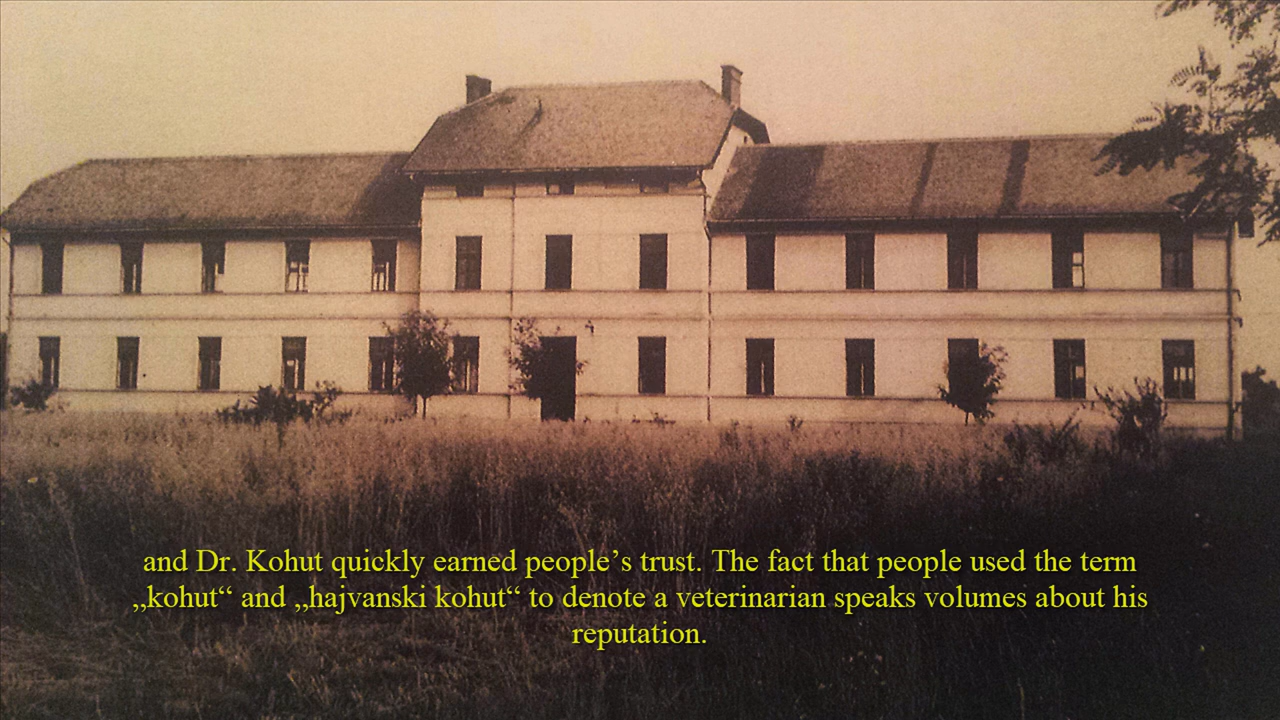 and Dr. Kohut quickly earned people’s trust. The fact that people used the term
„kohut“ and „hajvanski kohut“ to denote a veterinarian speaks volumes about his
reputation.